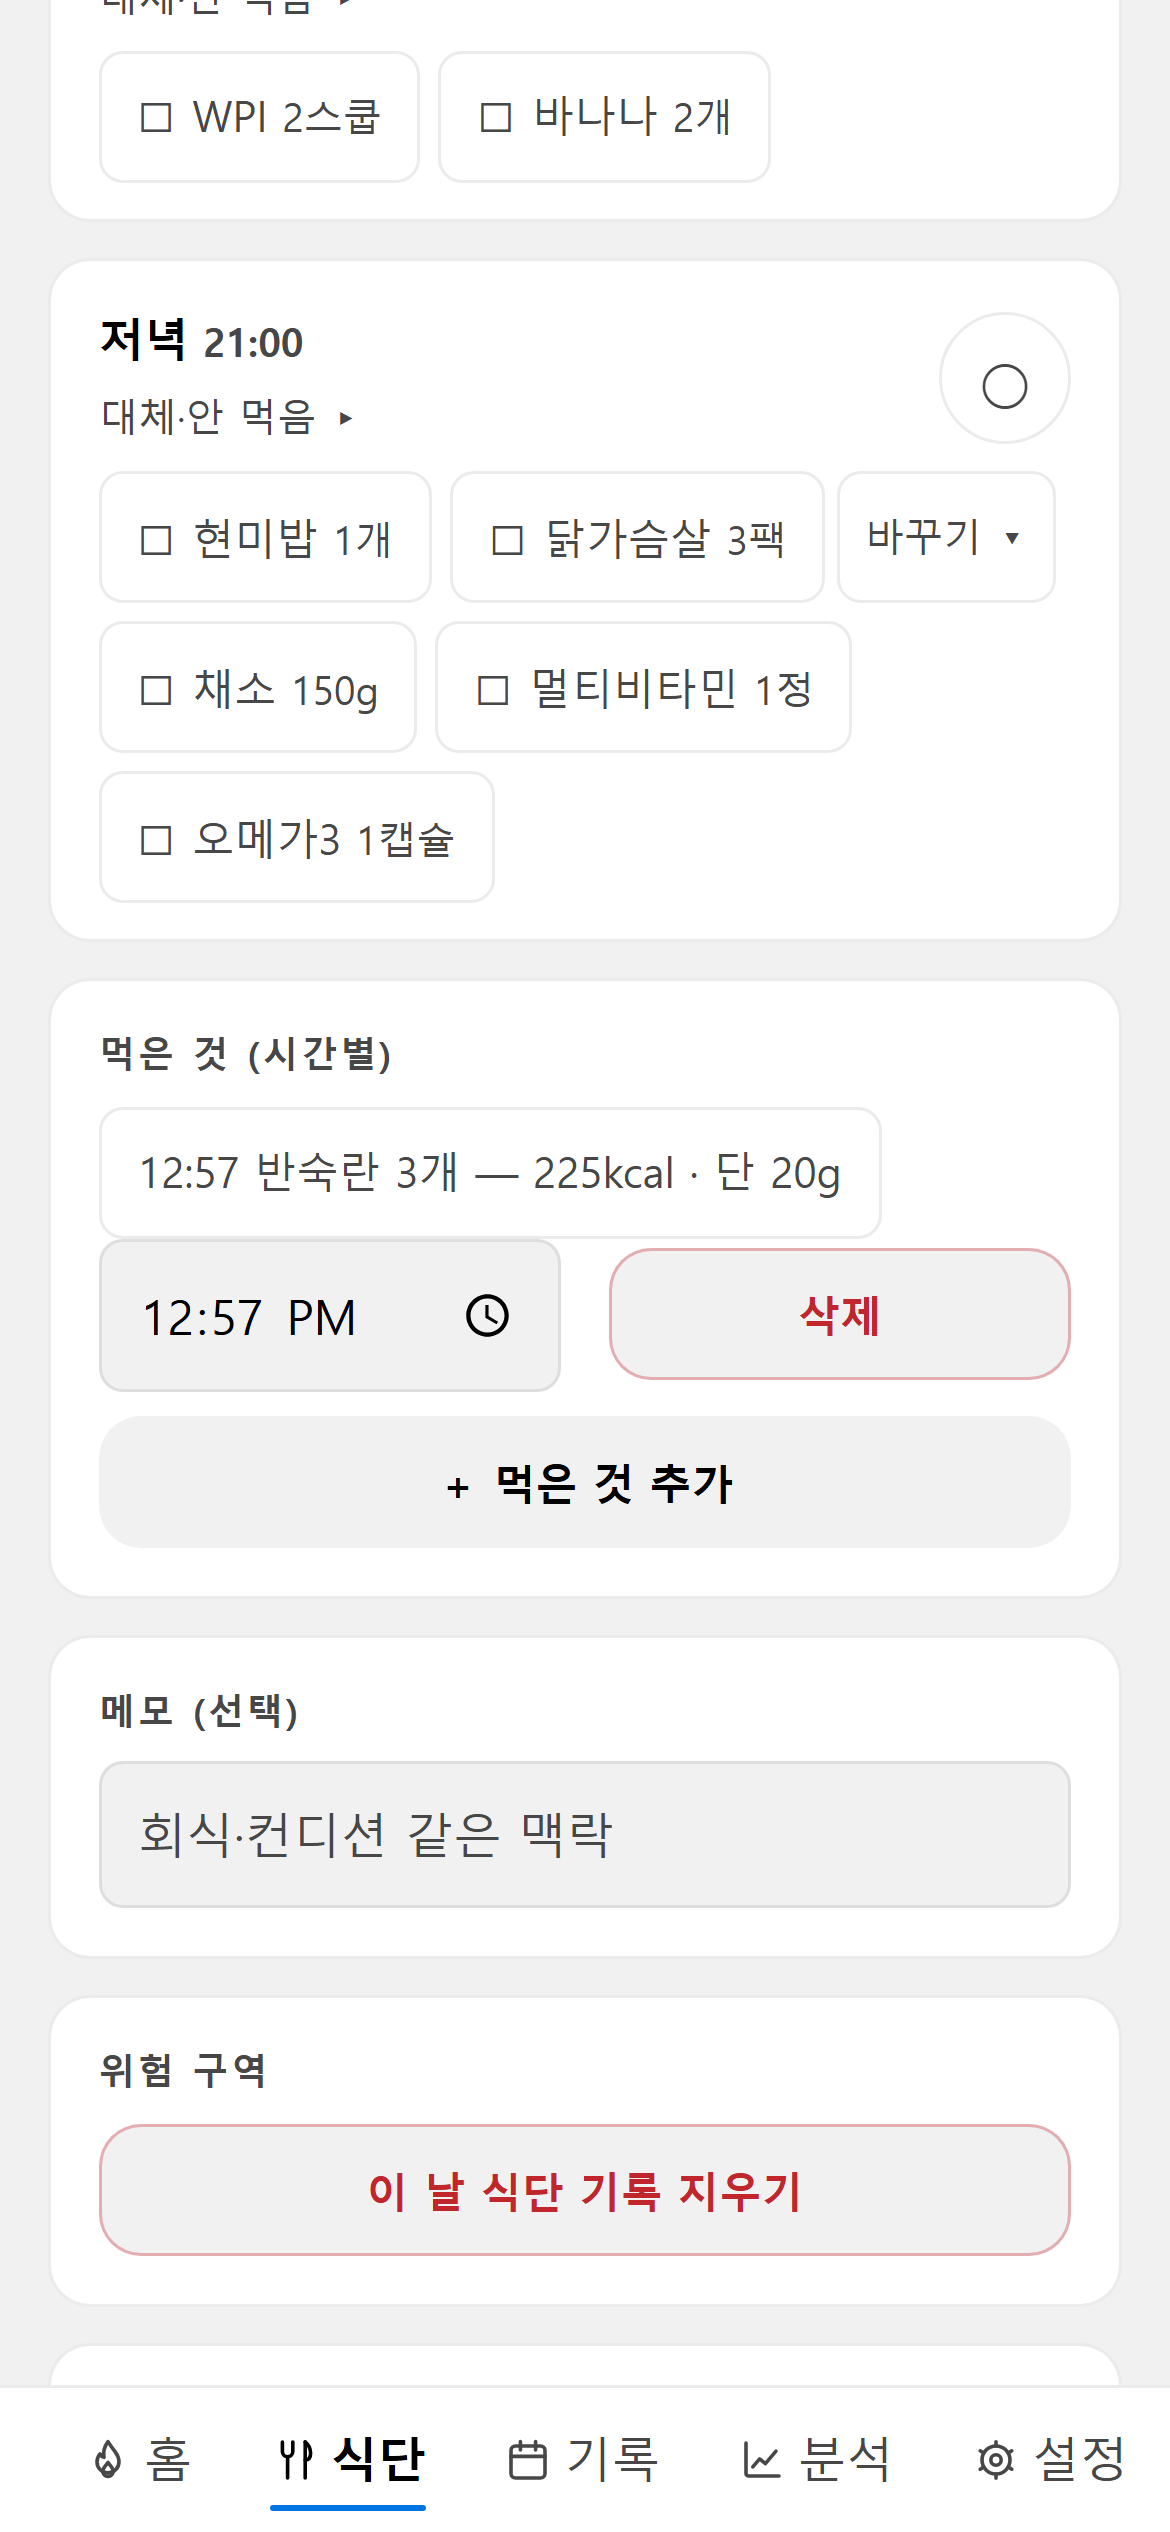 대체·안 먹음 ▸
☐ WPI 2스쿱 ☐ 바나나 2개
저녁 21:00
대체·안 먹음 ▸
☐ 현미밥 1개 ☐ 닭가슴살 3팩 바꾸기 ▾
☐ 채소 150g ☐ 멀티비타민 1정
☐ 오메가3 1캡슐
먹은 것 (시간별)
12:57 반숙란 3개 — 225kcal · 단 20g
12:57 PM 삭제
+ 먹은 것 추가
메모 (선택)
회식·컨디션 같은 맥락
위험 구역
이 날 식단 기록 지우기
홈 식단 기록 분석 설정